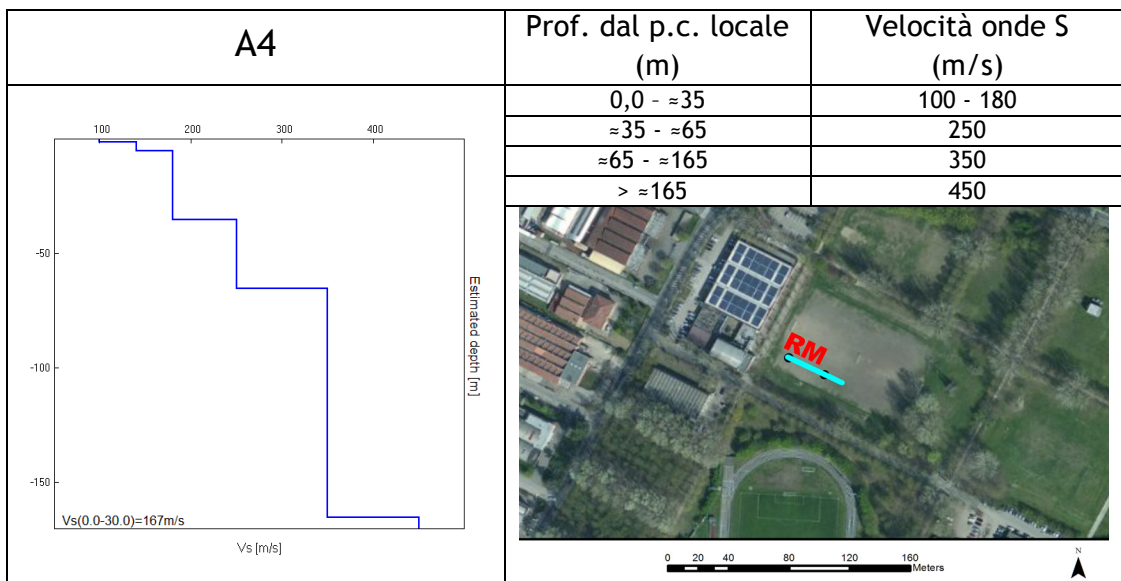 A4
Prof. dal p.c. locale
(m)
Velocità onde S
(m/s)
0,0 - ≈35
100 - 180
≈35 - ≈65
250
≈65 - ≈165
350
> ≈165
450
100 200 300 400
-50
-100
-150
Estimated depth [m]
Vs(0.0-30.0)=167m/s
Vs [m/s]
RM
0 20 40 80 120 160
Meters
N